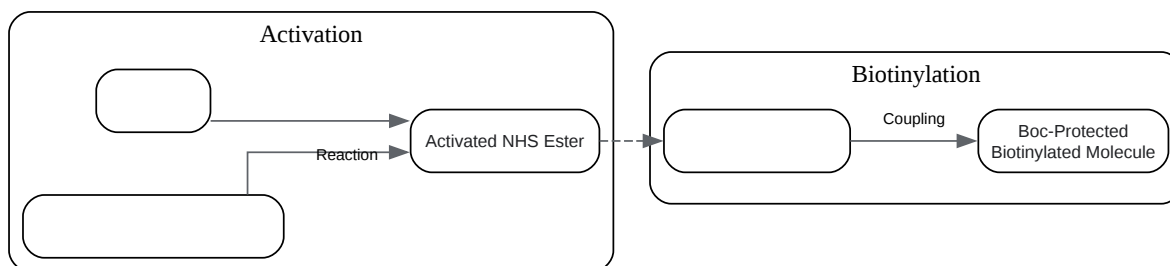 Activation
Biotinylation
Activated NHS Ester
Reaction
Coupling
Boc-Protected
Biotinylated Molecule